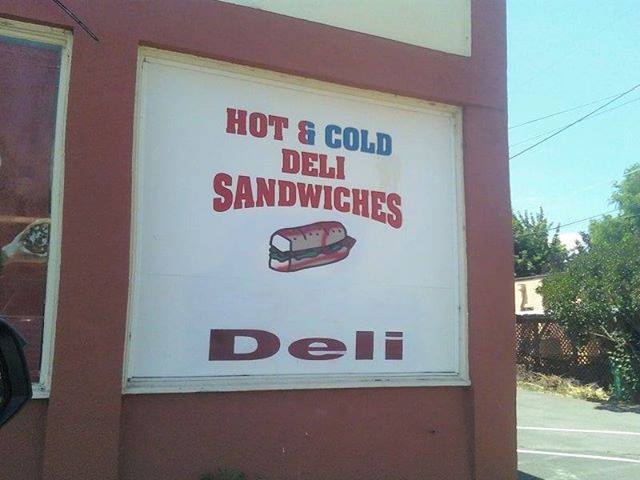 HOT & COLD
DELI
SANDWICHES
Deli